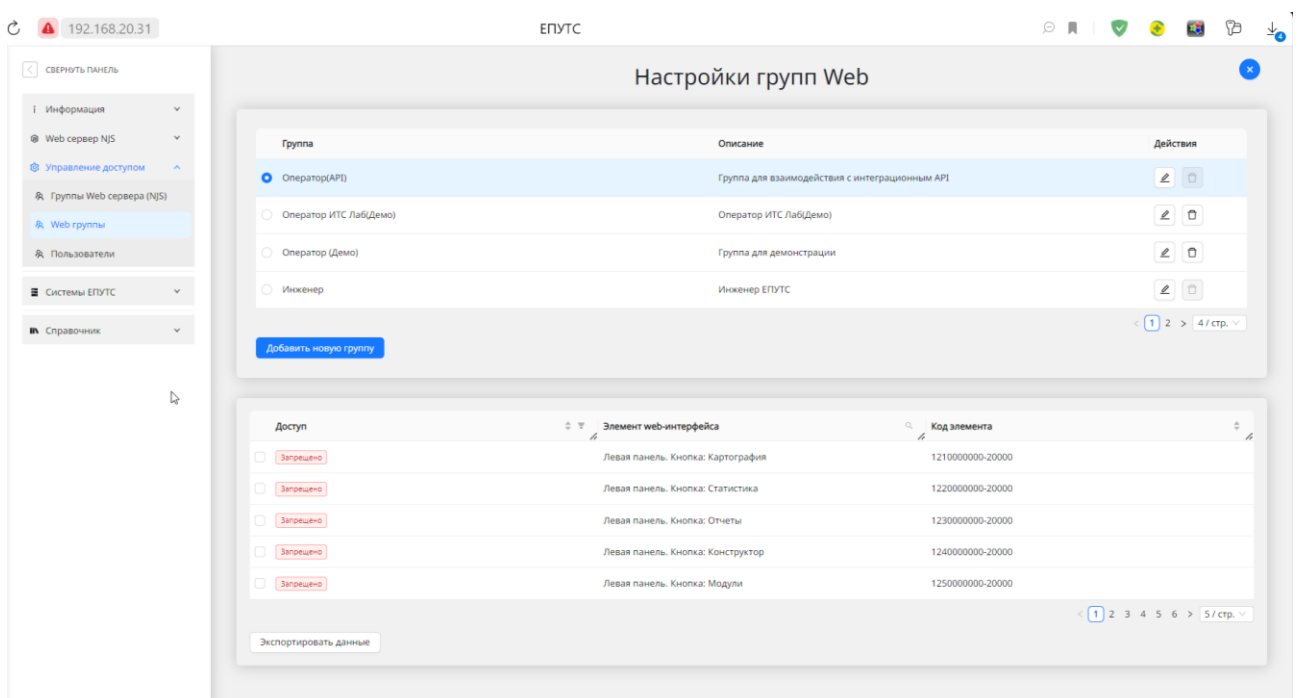 192.168.20.31 ЕПУТС
4
СВЕРНУТЬ ПАНЕЛЬ
Информация
Web сервер NJS
Управление доступом
Группы Web сервера (NJS)
Web группы
Пользователи
Системы ЕПУТС
Справочник
Настройки групп Web
Группа Описание Действия
Оператор(API) Группа для взаимодействия с интеграционным API
Оператор ИТС Лаб(Демо) Оператор ИТС Лаб(Демо)
Оператор (Демо) Группа для демонстрации
Инженер Инженер ЕПУТС
< 1 2 > 4 / стр.
Добавить новую группу
Доступ Элемент web-интерфейса Код элемента
Запрещено Левая панель. Кнопка: Картография 1210000000-20000
Запрещено Левая панель. Кнопка: Статистика 1220000000-20000
Запрещено Левая панель. Кнопка: Отчеты 1230000000-20000
Запрещено Левая панель. Кнопка: Конструктор 1240000000-20000
Запрещено Левая панель. Кнопка: Модули 1250000000-20000
< 1 2 3 4 5 6 > 5 / стр.
Экспортировать данные